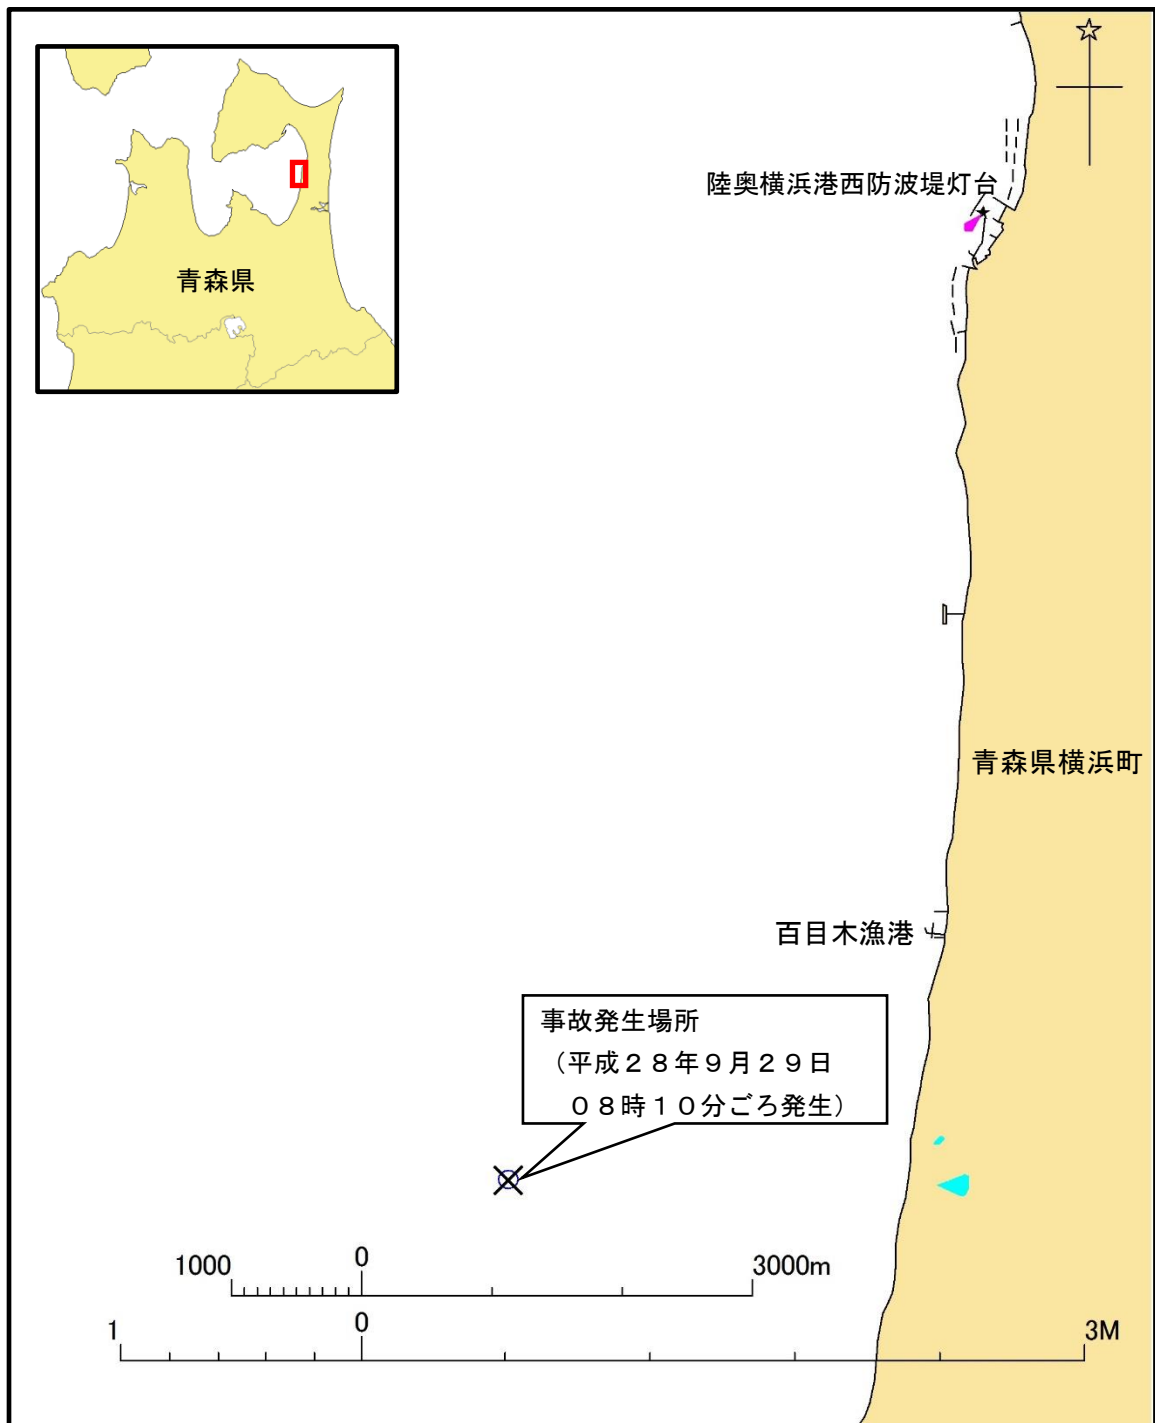 陸奥横浜港西防波堤灯台
青森県
青森県横浜町
百目木漁港
事故発生場所
（平成２８年９月２９日
０８時１０分ごろ発生）
1000 0 3000m
1 0 3M